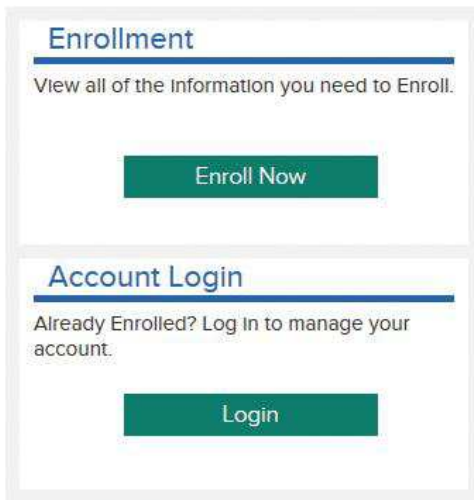 Enrollment
View all of the Information you need to Enroll.
Enroll Now
Account Login
Already Enrolled? Log In to manage your
account.
Login